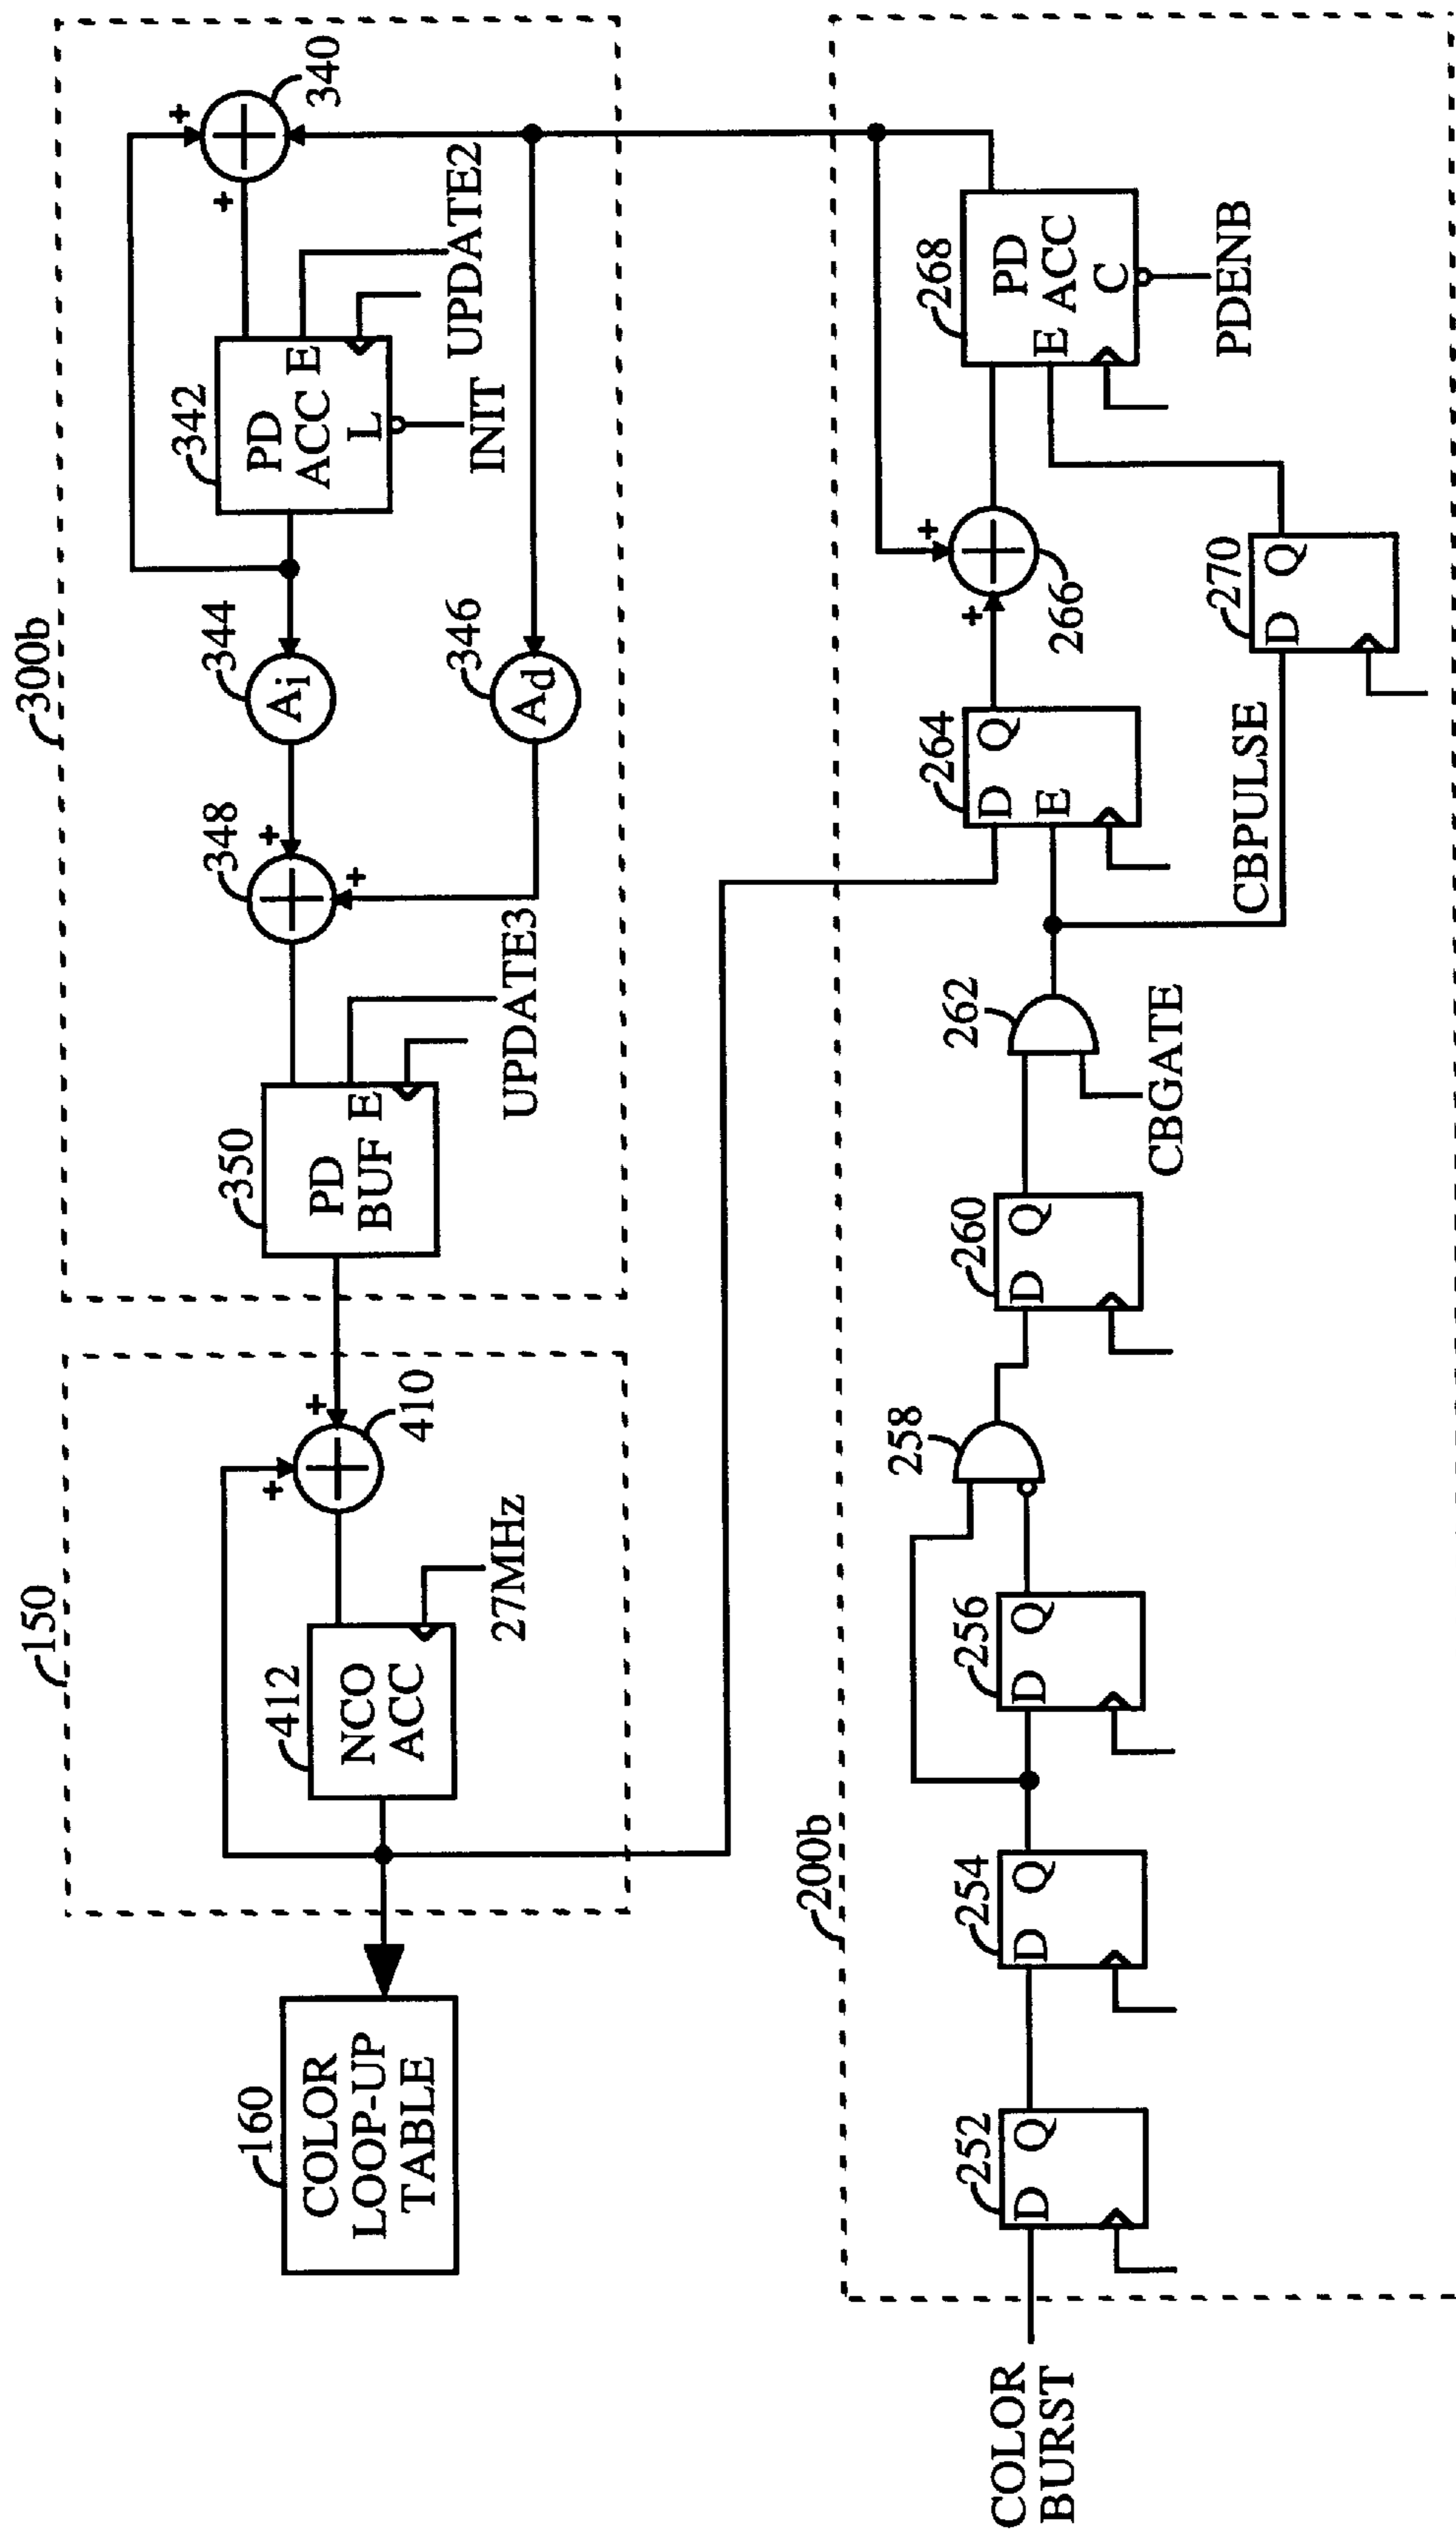 150
300b
160
COLOR
LOOP-UP
TABLE
412
NCO
ACC
27MHz
+
+
410
350
PD
BUF
E
UPDATE3
348
+
+
344
Ai
346
Ad
342
PD
ACC
E
L
INIT
UPDATE2
+
+
340
200b
COLOR
BURST
252
D
Q
254
D
Q
256
D
Q
258
260
D
Q
262
CBGATE
CBPULSE
264
D
Q
E
+
+
266
270
D
Q
268
PD
ACC
E
C
PDENB